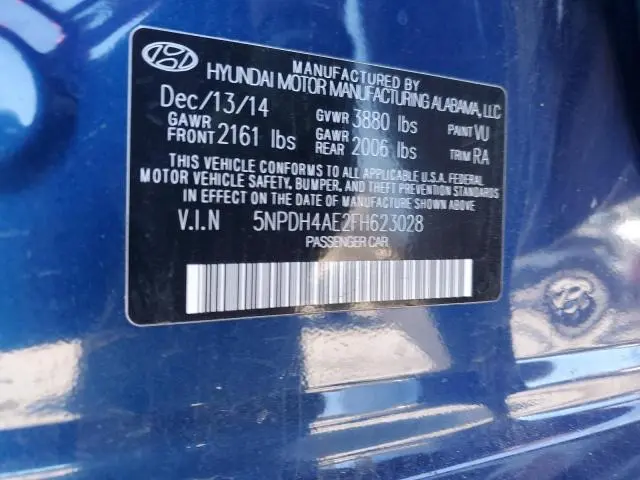 MANUFACTURED BY
HYUNDAI MOTOR MANUFACTURING ALABAMA, LLC
Dec/13/14 GVWR 3880 lbs PAINT VU
GAWR FRONT 2161 lbs GAWR REAR 2006 lbs TRIM RA
THIS VEHICLE CONFORMS TO ALL APPLICABLE U.S.A. FEDERAL
MOTOR VEHICLE SAFETY, BUMPER, AND THEFT PREVENTION STANDARDS
IN EFFECT ON THE DATE OF MANUFACTURE SHOWN ABOVE.
V.I.N 5NPDH4AE2FH623028
PASSENGER CAR